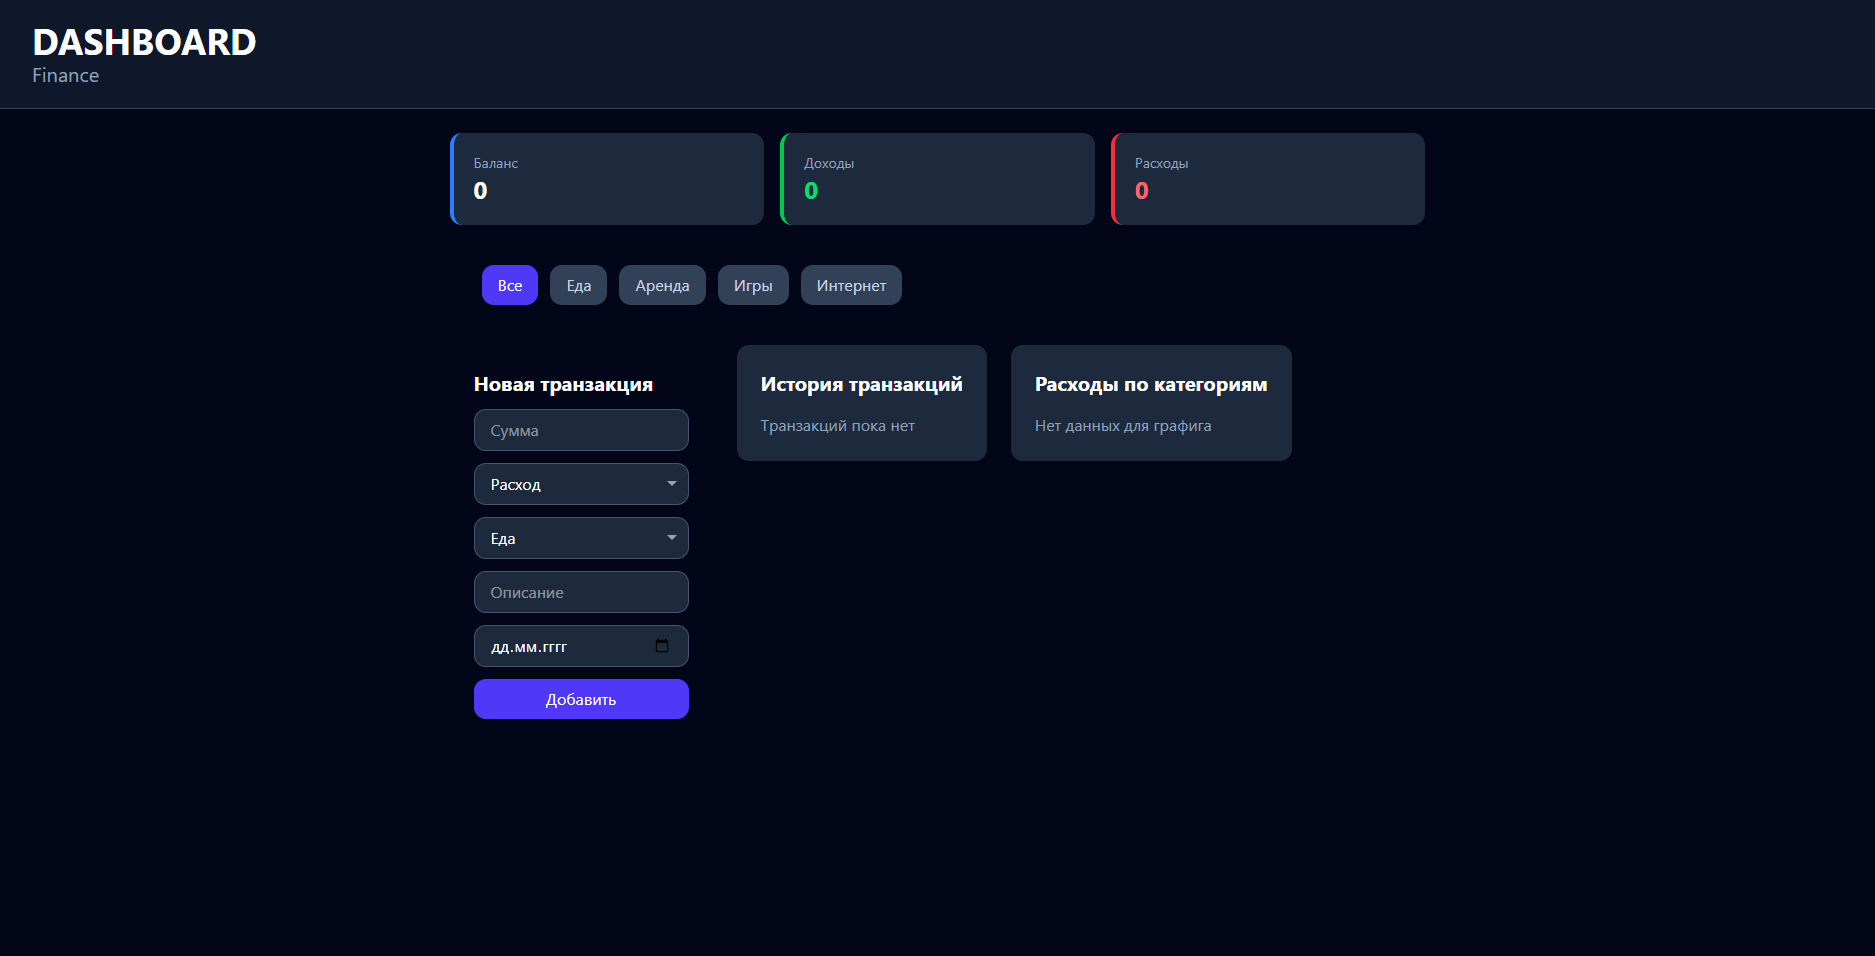 DASHBOARD
Finance
Баланс
0
Доходы
0
Расходы
0
Все
Еда
Аренда
Игры
Интернет
Новая транзакция
Сумма
Расход
Еда
Описание
дд.мм.гггг
Добавить
История транзакций
Транзакций пока нет
Расходы по категориям
Нет данных для графига